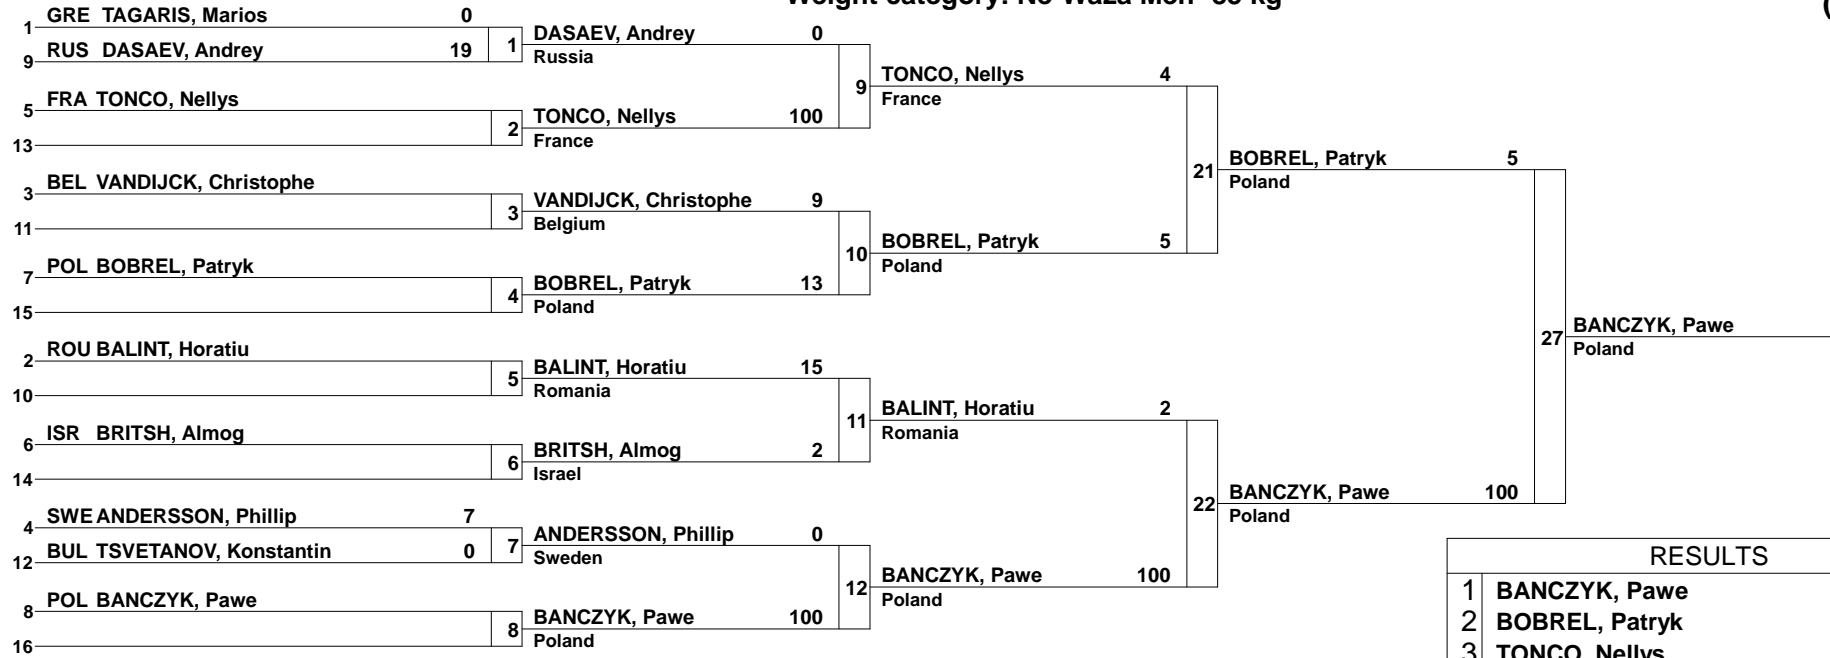 GRE TAGARIS, Marios 0
1
RUS DASAEV, Andrey 19
9
1
DASAEV, Andrey 0
Russia
FRA TONCO, Nellys
5
13
2
TONCO, Nellys 100
France
9
TONCO, Nellys 4
France
BEL VANDIJCK, Christophe
3
11
3
VANDIJCK, Christophe 9
Belgium
POL BOBREL, Patryk
7
15
4
BOBREL, Patryk 13
Poland
10
BOBREL, Patryk 5
Poland
21
BOBREL, Patryk 5
Poland
ROU BALINT, Horatiu
2
10
5
BALINT, Horatiu 15
Romania
ISR BRITSH, Almog
6
14
6
BRITSH, Almog 2
Israel
11
BALINT, Horatiu 2
Romania
SWE ANDERSSON, Phillip 7
4
BUL TSVETANOV, Konstantin 0
12
7
ANDERSSON, Phillip 0
Sweden
POL BANCZYK, Pawe
8
16
8
BANCZYK, Pawe 100
Poland
12
BANCZYK, Pawe 100
Poland
22
BANCZYK, Pawe 100
Poland
27
BANCZYK, Pawe
Poland
RESULTS
1 BANCZYK, Pawe
2 BOBREL, Patryk
3 TONCO, Nellys